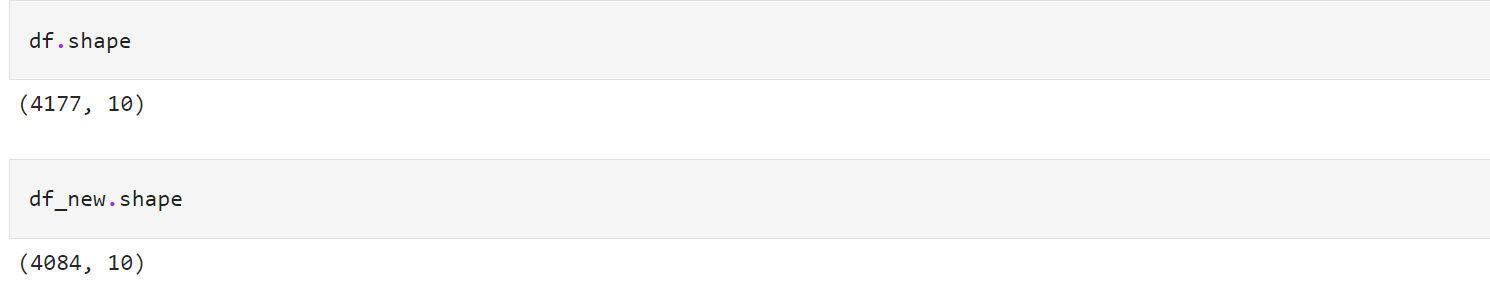 df.shape
(4177, 10)
df_new.shape
(4084, 10)